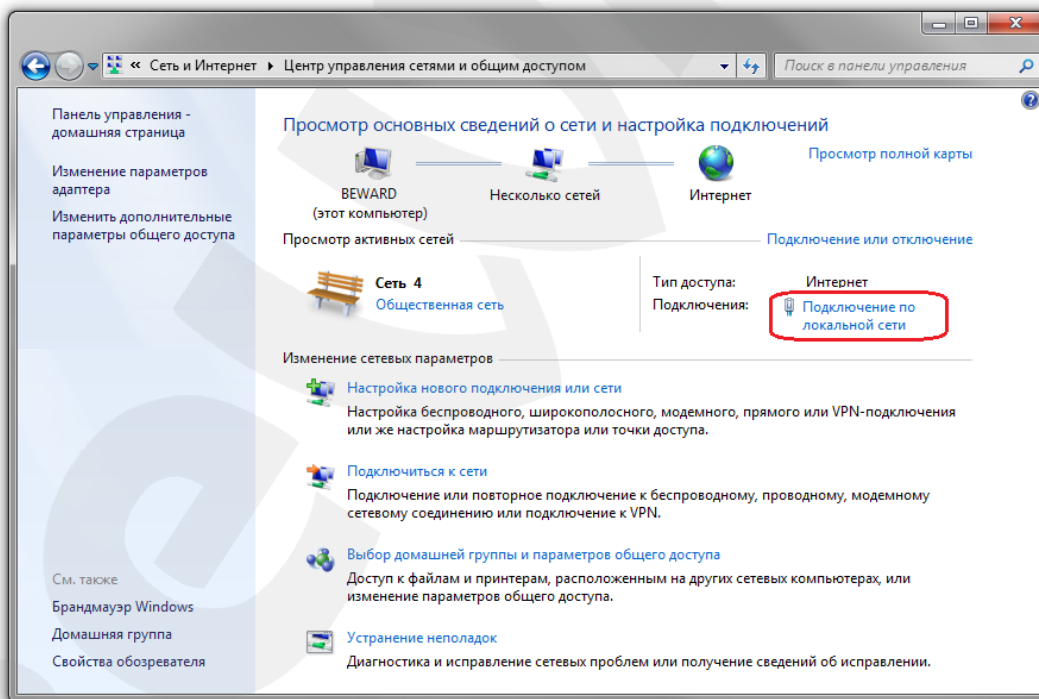 « Сеть и Интернет ▸ Центр управления сетями и общим доступом
Поиск в панели управления
Панель управления -
домашняя страница
Изменение параметров
адаптера
Изменить дополнительные
параметры общего доступа
Просмотр основных сведений о сети и настройка подключений
Просмотр полной карты
BEWARD
(этот компьютер)
Несколько сетей
Интернет
Просмотр активных сетей
Подключение или отключение
Сеть 4
Общественная сеть
Тип доступа: Интернет
Подключения: Подключение по
локальной сети
Изменение сетевых параметров
Настройка нового подключения или сети
Настройка беспроводного, широкополосного, модемного, прямого или VPN-подключения
или же настройка маршрутизатора или точки доступа.
Подключиться к сети
Подключение или повторное подключение к беспроводному, проводному, модемному
сетевому соединению или подключение к VPN.
Выбор домашней группы и параметров общего доступа
Доступ к файлам и принтерам, расположенным на других сетевых компьютерах, или
изменение параметров общего доступа.
Устранение неполадок
Диагностика и исправление сетевых проблем или получение сведений об исправлении.
См. также
Брандмауэр Windows
Домашняя группа
Свойства обозревателя